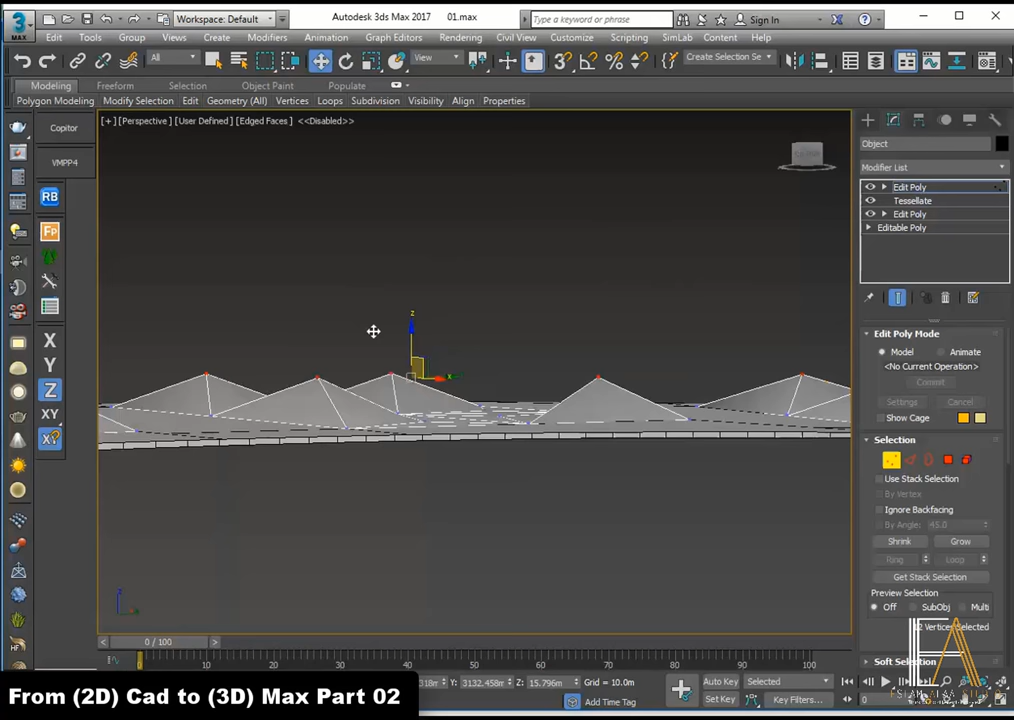 Workspace: Default
Autodesk 3ds Max 2017 01.max
Type a keyword or phrase
Sign In
MAX
Edit Tools Group Views Create Modifiers Animation Graph Editors Rendering Civil View Customize Scripting SimLab Content Help
All
View
Create Selection Se
Modeling Freeform Selection Object Paint Populate
Polygon Modeling Modify Selection Edit Geometry (All) Vertices Loops Subdivision Visibility Align Properties
Copitor
VMPP4
RB
Fp
X
Y
Z
XY
XY
HF
[+] [Perspective] [User Defined] [Edged Faces] <<Disabled>>
z
x
Object
Modifier List
Edit Poly
Tessellate
Edit Poly
Editable Poly
Edit Poly Mode
Model Animate
<No Current Operation>
Commit
Settings Cancel
Show Cage
Selection
Use Stack Selection
By Vertex
Ignore Backfacing
By Angle: 45.0
Shrink Grow
Ring Loop
Get Stack Selection
Preview Selection
Off SubObj Multi
Vertices Selected
Soft Selection
0 / 100
0 10 20 30 40 50 60 70 80 90 100
318m Y: 3132.458m Z: 15.796m Grid = 10.0m
Add Time Tag
Auto Key Selected
Set Key Key Filters...
From (2D) Cad to (3D) Max Part 02